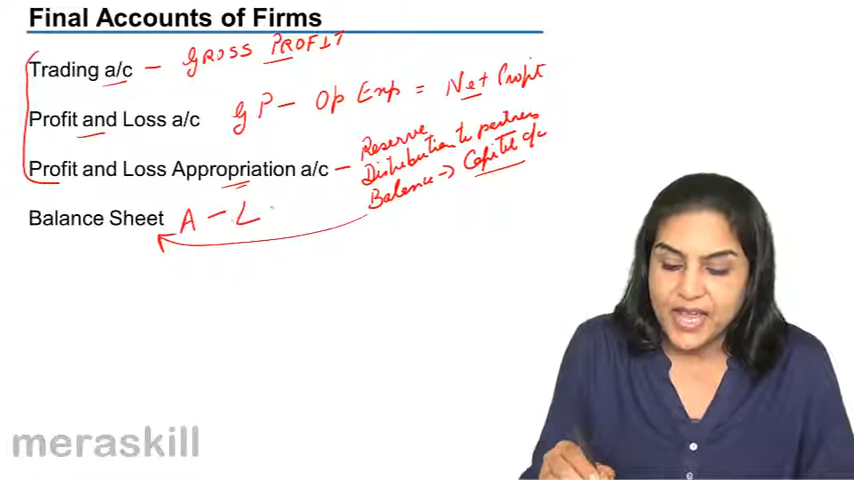 Final Accounts of Firms
Trading a/c — GROSS PROFIT
Profit and Loss a/c GP — Op Exp = Net Profit
Reserve
Distribution to partners
Profit and Loss Appropriation a/c —
Balance → Capital a/c
Balance Sheet A — L
meraskill